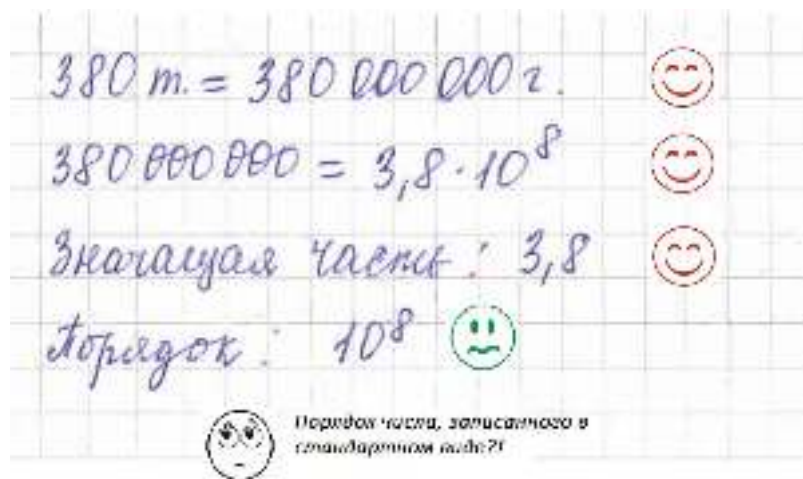 380 т. = 380 000 000 г.
380 000 000 = 3,8 · 10⁸
Значащая часть : 3,8
Порядок : 10⁸
Порядок числа, записанного в
стандартном виде?!